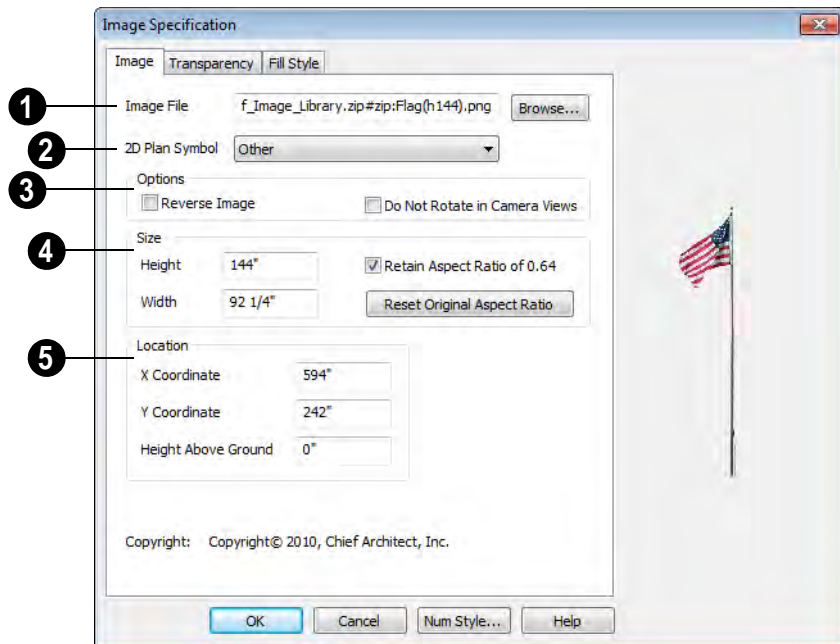 Image Specification
Image Transparency Fill Style
1 Image File f_Image_Library.zip#zip:Flag(h144).png Browse...
2 2D Plan Symbol Other
3 Options
Reverse Image Do Not Rotate in Camera Views
4 Size
Height 144" Retain Aspect Ratio of 0.64
Width 92 1/4" Reset Original Aspect Ratio
5 Location
X Coordinate 594"
Y Coordinate 242"
Height Above Ground 0"
Copyright: Copyright© 2010, Chief Architect, Inc.
OK Cancel Num Style... Help